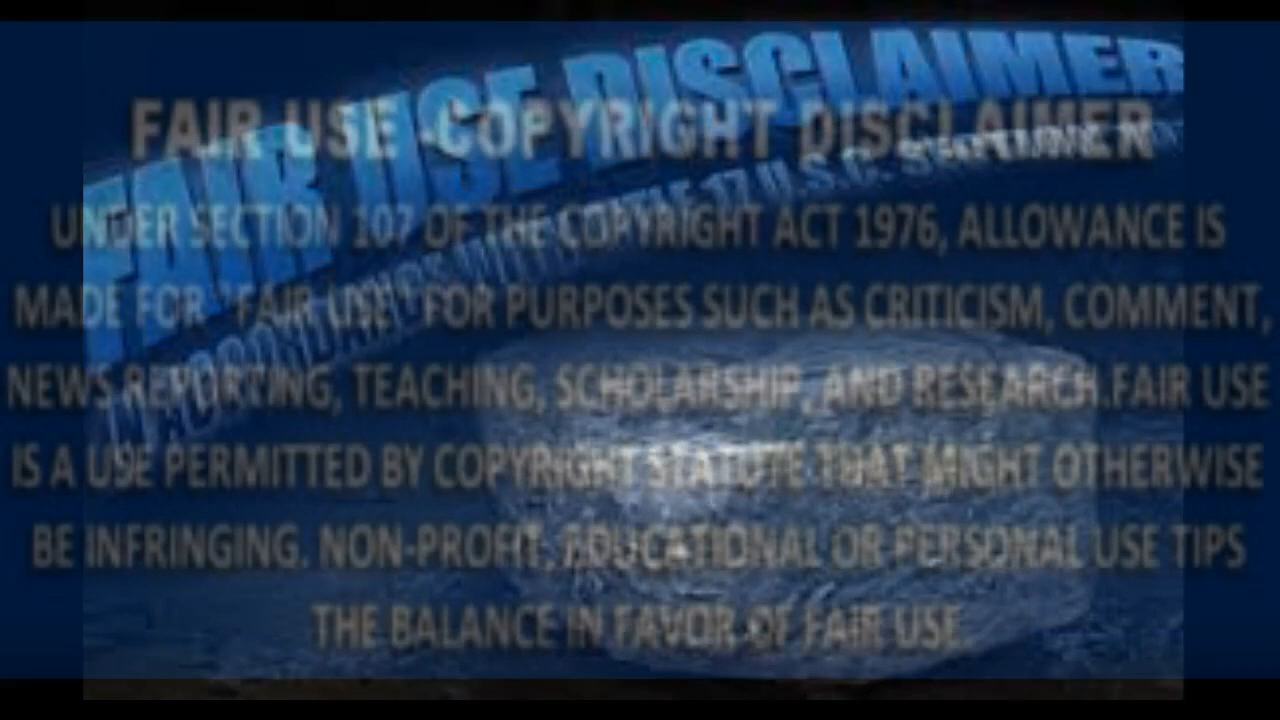 FAIR USE DISCLAIMER
FAIR USE COPYRIGHT DISCLAIMER
U.S.C. SECTION
UNDER SECTION 107 OF THE COPYRIGHT ACT 1976, ALLOWANCE IS
MADE FOR "FAIR USE" FOR PURPOSES SUCH AS CRITICISM, COMMENT,
NEWS REPORTING, TEACHING, SCHOLARSHIP, AND RESEARCH.FAIR USE
IS A USE PERMITTED BY COPYRIGHT STATUTE THAT MIGHT OTHERWISE
BE INFRINGING. NON-PROFIT, EDUCATIONAL OR PERSONAL USE TIPS
THE BALANCE IN FAVOR OF FAIR USE.